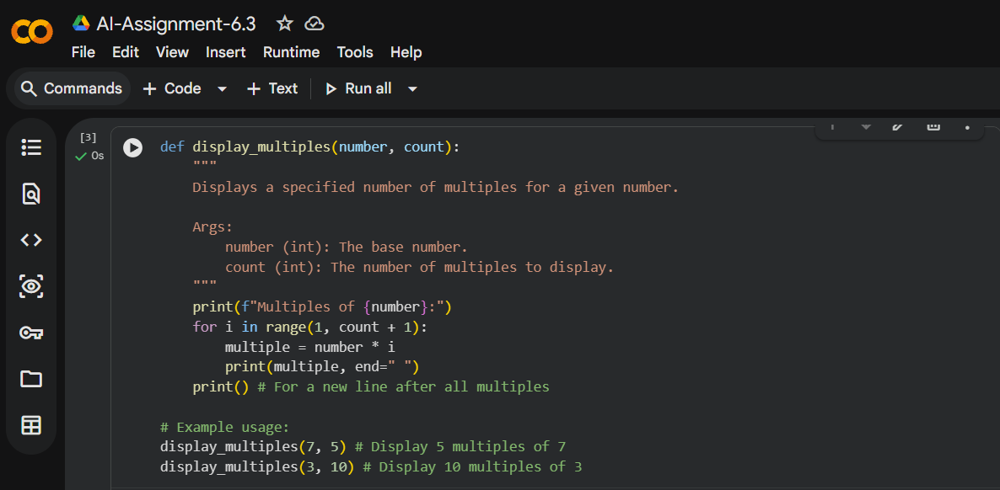 AI-Assignment-6.3
File Edit View Insert Runtime Tools Help
Commands + Code + Text Run all
[3]
0s
def display_multiples(number, count):
    """
    Displays a specified number of multiples for a given number.

    Args:
        number (int): The base number.
        count (int): The number of multiples to display.
    """
    print(f"Multiples of {number}:")
    for i in range(1, count + 1):
        multiple = number * i
        print(multiple, end=" ")
    print() # For a new line after all multiples

# Example usage:
display_multiples(7, 5) # Display 5 multiples of 7
display_multiples(3, 10) # Display 10 multiples of 3